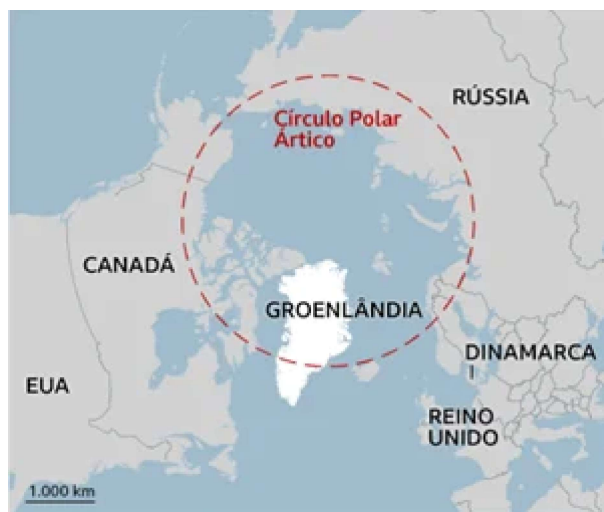 RÚSSIA
Círculo Polar
Ártico
CANADÁ
GROENLÂNDIA
DINAMARCA
EUA
REINO
UNIDO
1.000 km